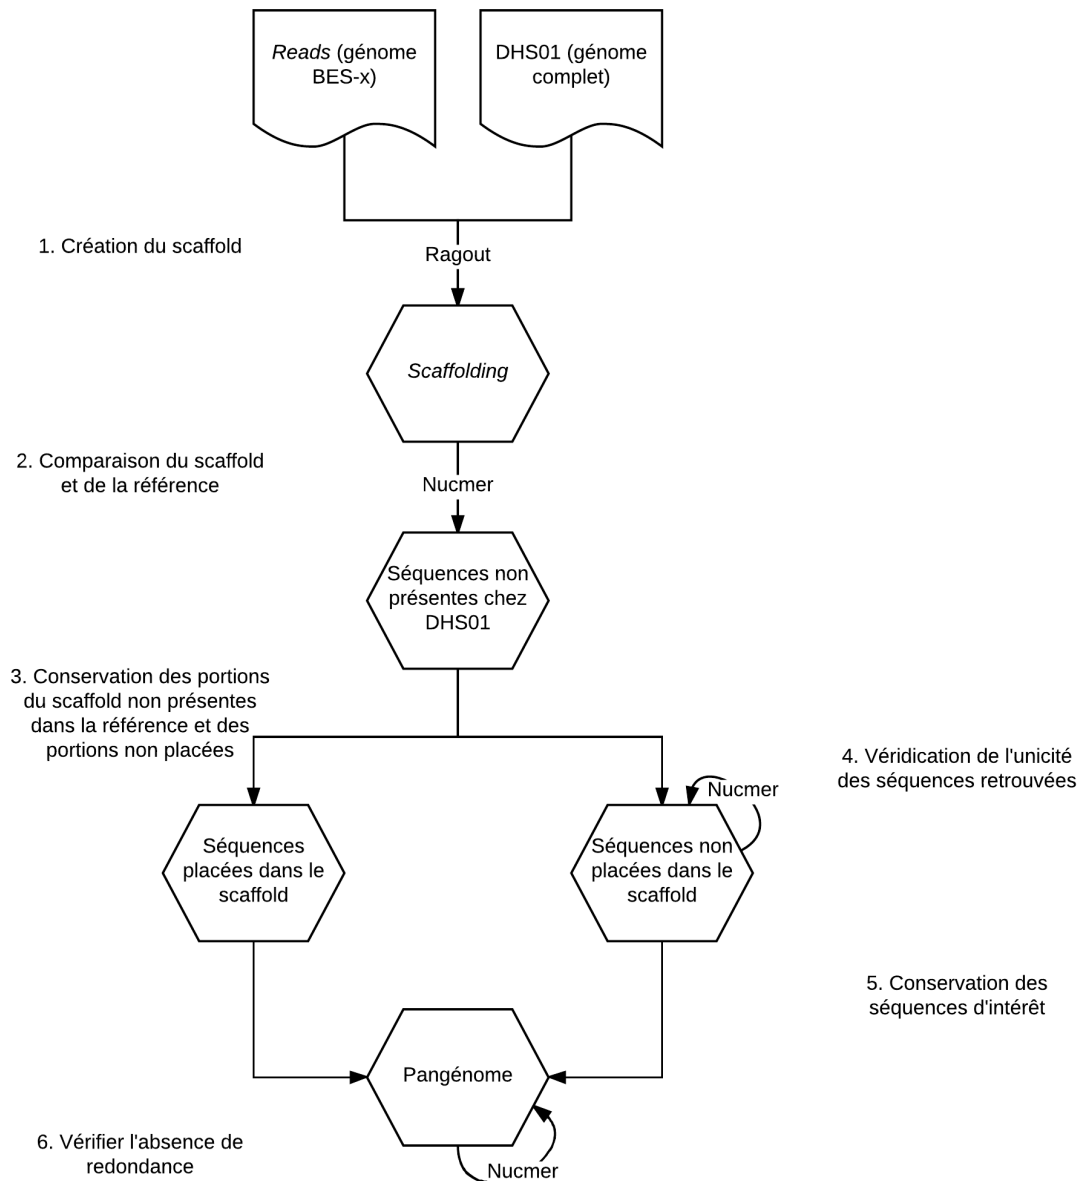 Reads (génome
BES-x)
DHS01 (génome
complet)
1. Création du scaffold
Ragout
Scaffolding
2. Comparaison du scaffold
et de la référence
Nucmer
Séquences non
présentes chez
DHS01
3. Conservation des portions
du scaffold non présentes
dans la référence et des
portions non placées
4. Véridication de l'unicité
des séquences retrouvées
Nucmer
Séquences
placées dans le
scaffold
Séquences non
placées dans le
scaffold
5. Conservation des
séquences d'intérêt
Pangénome
6. Vérifier l'absence de
redondance
Nucmer